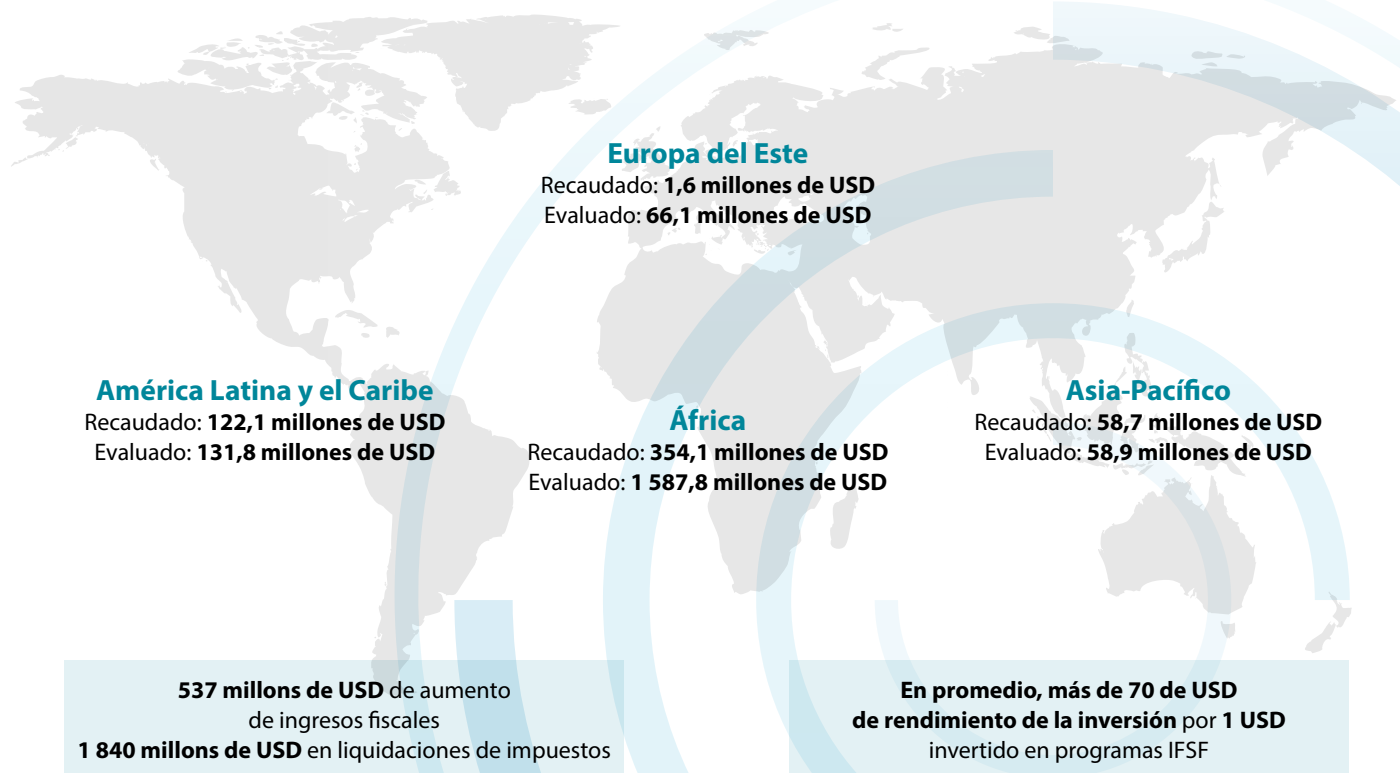 Europa del Este
Recaudado: 1,6 millones de USD
Evaluado: 66,1 millones de USD
América Latina y el Caribe
Recaudado: 122,1 millones de USD
Evaluado: 131,8 millones de USD
África
Recaudado: 354,1 millones de USD
Evaluado: 1 587,8 millones de USD
Asia-Pacífico
Recaudado: 58,7 millones de USD
Evaluado: 58,9 millones de USD
537 millons de USD de aumento
de ingresos fiscales
1 840 millons de USD en liquidaciones de impuestos
En promedio, más de 70 de USD
de rendimiento de la inversión por 1 USD
invertido en programas IFSF